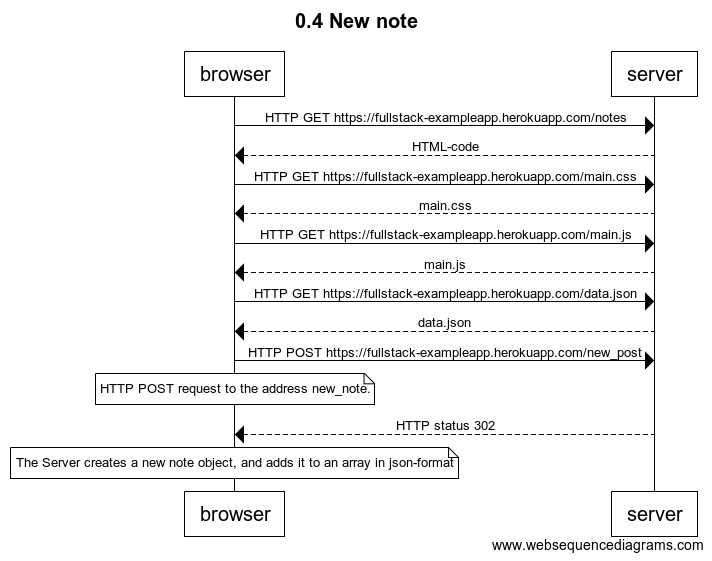 0.4 New note
browser server
HTTP GET https://fullstack-exampleapp.herokuapp.com/notes
HTML-code
HTTP GET https://fullstack-exampleapp.herokuapp.com/main.css
main.css
HTTP GET https://fullstack-exampleapp.herokuapp.com/main.js
main.js
HTTP GET https://fullstack-exampleapp.herokuapp.com/data.json
data.json
HTTP POST https://fullstack-exampleapp.herokuapp.com/new_post
HTTP POST request to the address new_note.
HTTP status 302
The Server creates a new note object, and adds it to an array in json-format
browser server
www.websequencediagrams.com